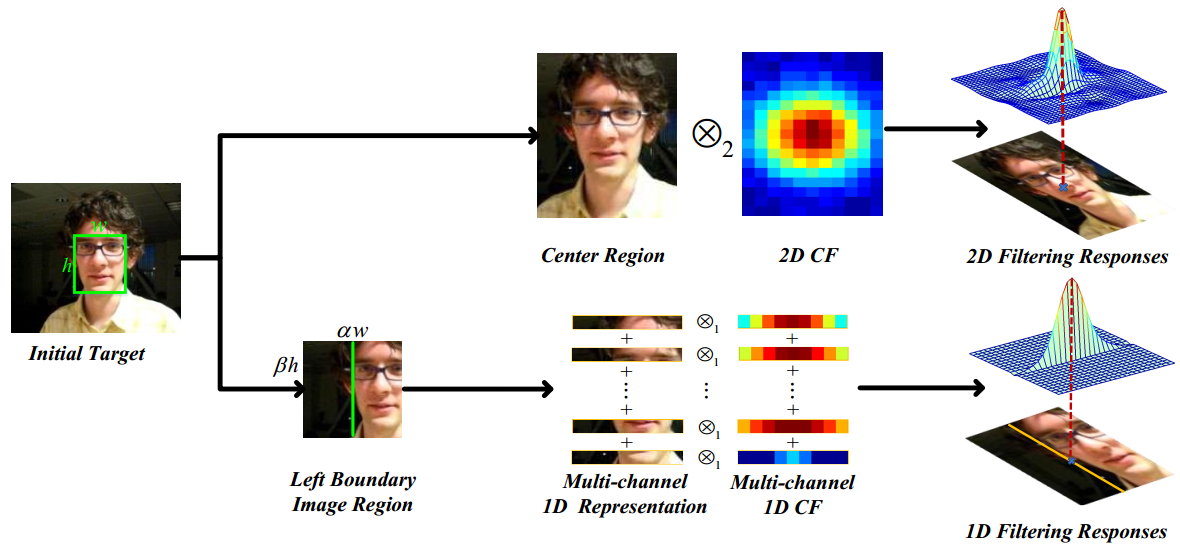 w
h
Initial Target
Center Region
⊗2
2D CF
2D Filtering Responses
αw
βh
Left Boundary
Image Region
⊗1
+
+
⊗1
+
+
⋮
⋮
⋮
+
+
⊗1
+
+
⊗1
Multi-channel
1D Representation
Multi-channel
1D CF
1D Filtering Responses